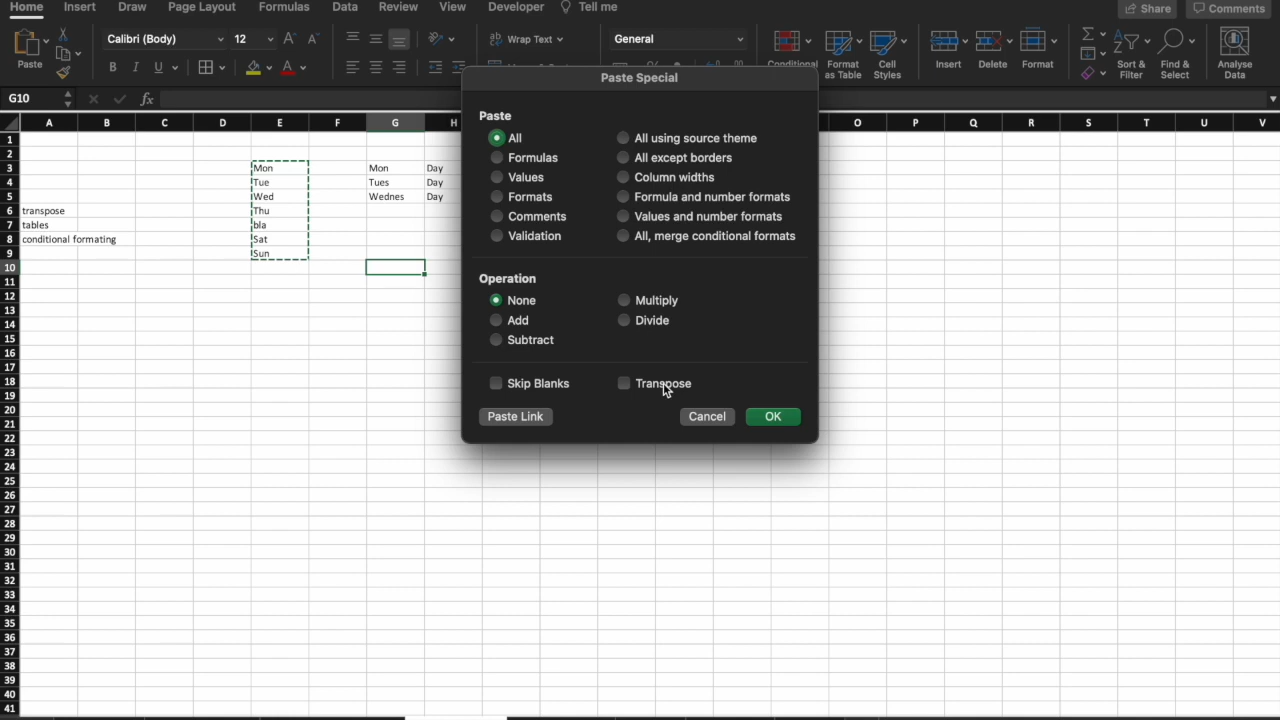 Home Insert Draw Page Layout Formulas Data Review View Developer Tell me Share Comments
Paste Calibri (Body) 12 B I U Wrap Text General Conditional Format as Table Cell Styles Insert Delete Format Sort & Filter Find & Select Analyse Data
G10 fx
A B C D E F G H O P Q R S T U V
1
2
3 Mon Mon Day
4 Tue Tues Day
5 Wed Wednes Day
6 transpose Thu
7 tables bla
8 conditional formating Sat
9 Sun
10
11
12
13
14
15
16
17
18
19
20
21
22
23
24
25
26
27
28
29
30
31
32
33
34
35
36
37
38
39
40
41
Paste Special
Paste
All All using source theme
Formulas All except borders
Values Column widths
Formats Formula and number formats
Comments Values and number formats
Validation All, merge conditional formats
Operation
None Multiply
Add Divide
Subtract
Skip Blanks Transpose
Paste Link Cancel OK